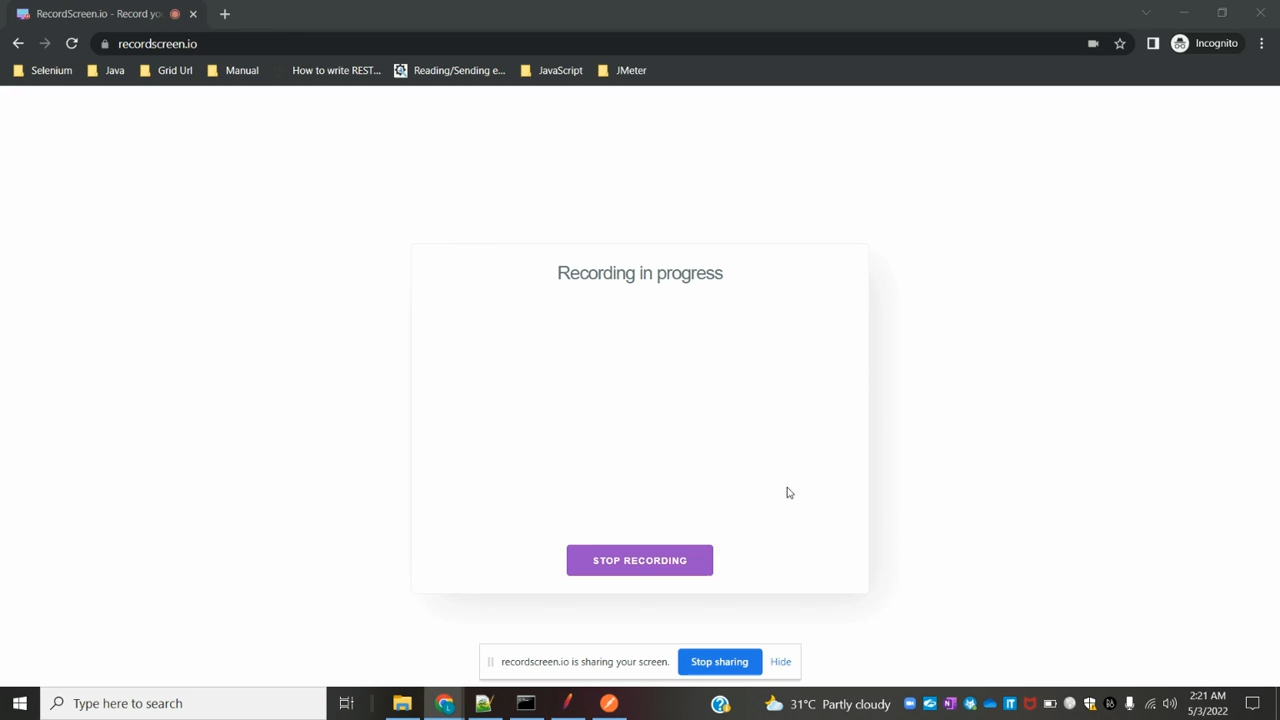 RecordScreen.io - Record yo
recordscreen.io
Incognito
Selenium
Java
Grid Url
Manual
How to write REST...
Reading/Sending e...
JavaScript
JMeter
Recording in progress
STOP RECORDING
recordscreen.io is sharing your screen.
Stop sharing
Hide
Type here to search
31°C Partly cloudy
2:21 AM
5/3/2022